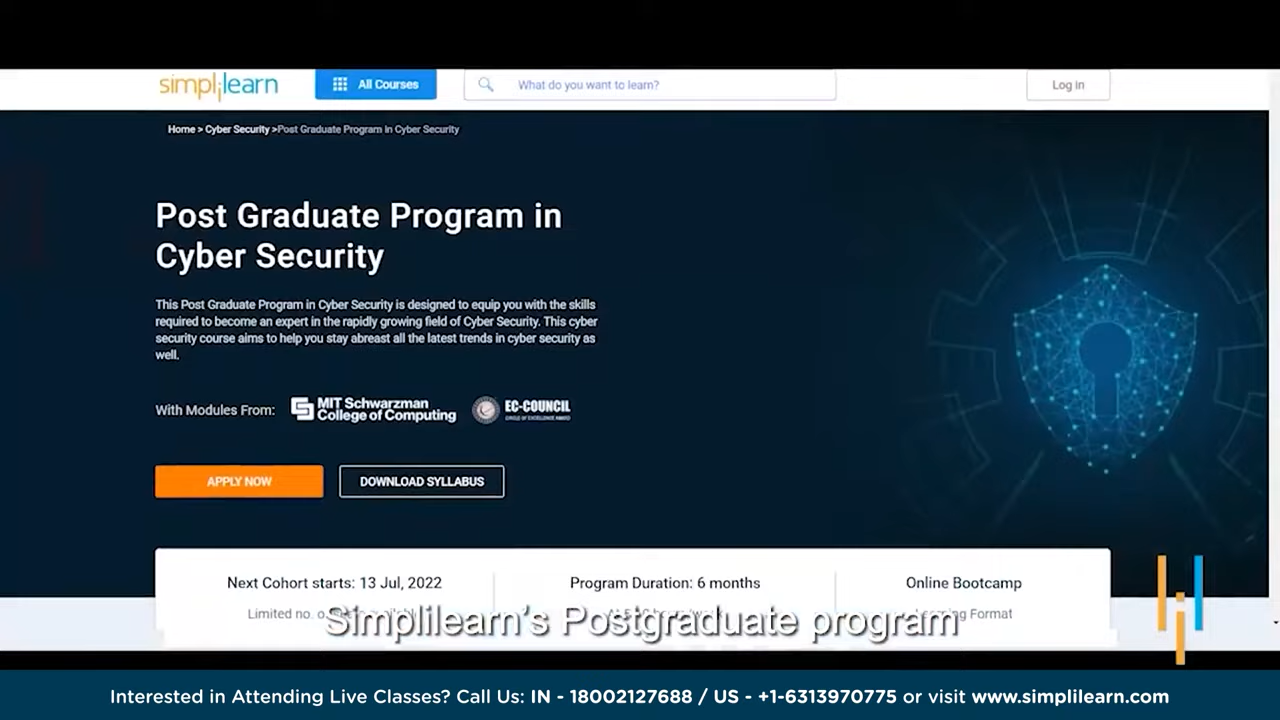 simplilearn
All Courses
What do you want to learn?
Log in
Home > Cyber Security >Post Graduate Program In Cyber Security
Post Graduate Program in
Cyber Security
This Post Graduate Program in Cyber Security is designed to equip you with the skills
required to become an expert in the rapidly growing field of Cyber Security. This cyber
security course aims to help you stay abreast all the latest trends in cyber security as
well.
With Modules From:
MIT Schwarzman
College of Computing
EC-COUNCIL
APPLY NOW
DOWNLOAD SYLLABUS
Next Cohort starts: 13 Jul, 2022
Program Duration: 6 months
Online Bootcamp
Limited no.
Format
Simplilearn's Postgraduate program
Interested in Attending Live Classes? Call Us: IN - 18002127688 / US - +1-6313970775 or visit www.simplilearn.com